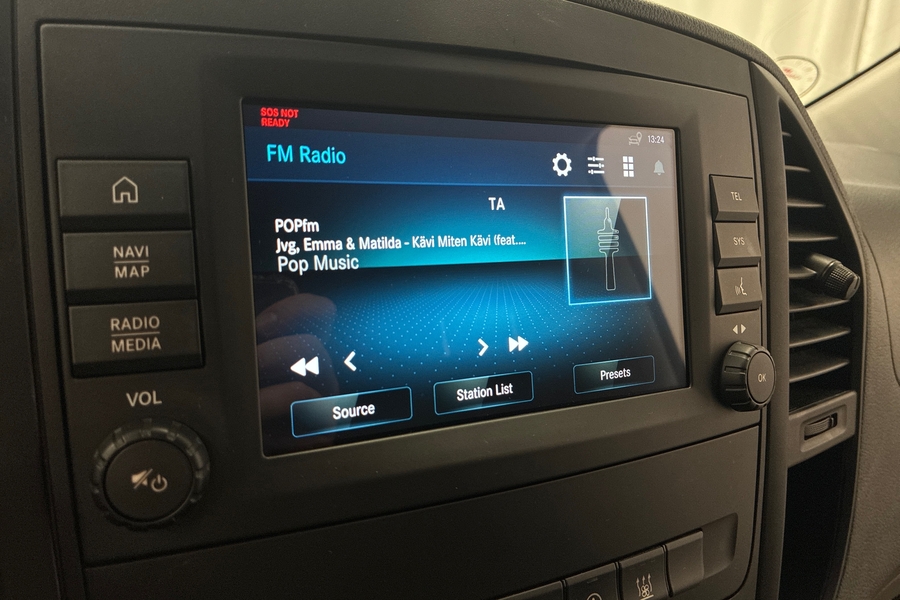 SOS NOT
READY
13:24
FM Radio
TA
POPfm
Jvg, Emma & Matilda - Kävi Miten Kävi (feat....
Pop Music
Source
Station List
Presets
NAVI
MAP
RADIO
MEDIA
VOL
TEL
SYS
OK